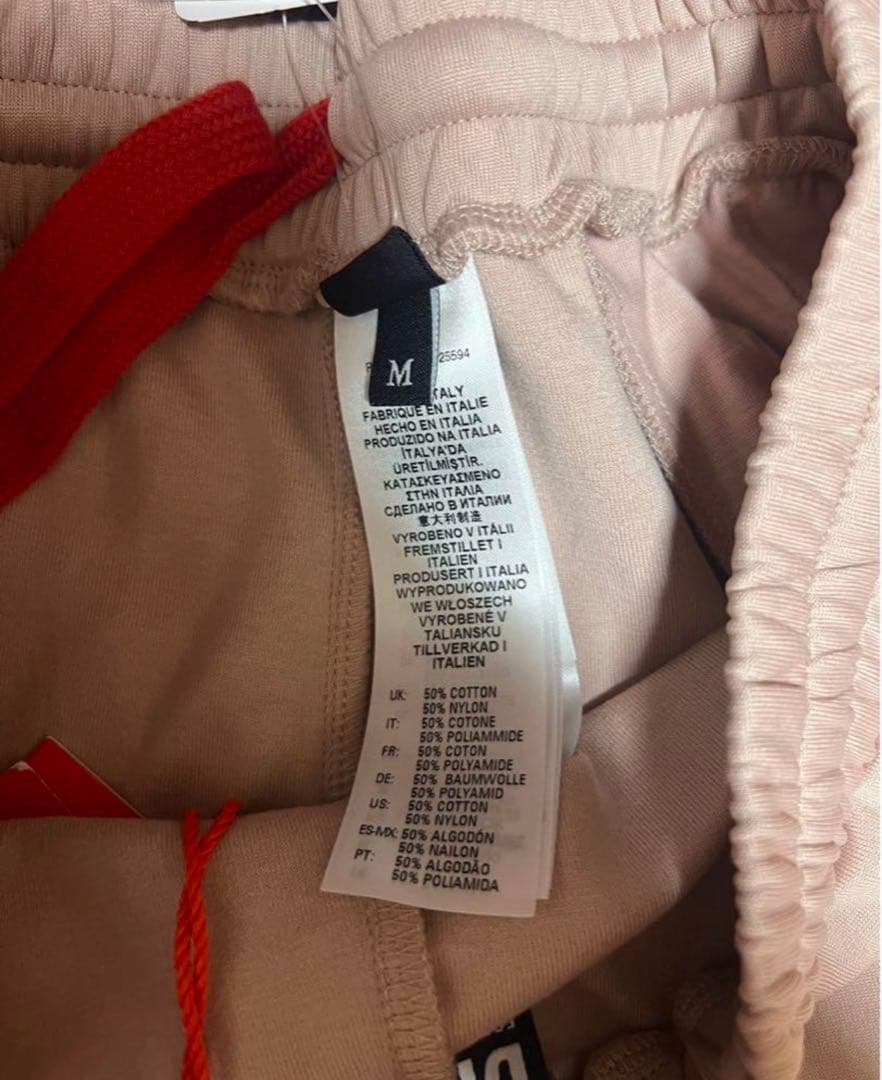 M
25594
ITALY
FABRIQUÉ EN ITALIE
HECHO EN ITALIA
PRODUZIDO NA ITALIA
İTALYA'DA
ÜRETİLMİŞTİR.
ΚΑΤΑΣΚΕΥΑΣΜΕΝΟ
ΣΤΗΝ ΙΤΑΛΙΑ
СДЕЛАНО В ИТАЛИИ
意大利制造
VYROBENO V ITÁLII
FREMSTILLET I
ITALIEN
PRODUSERT I ITALIA
WYPRODUKOWANO
WE WŁOSZECH
VYROBENÉ V
TALIANSKU
TILLVERKAD I
ITALIEN
UK: 50% COTTON
50% NYLON
IT: 50% COTONE
50% POLIAMMIDE
FR: 50% COTON
50% POLYAMIDE
DE: 50% BAUMWOLLE
50% POLYAMID
US: 50% COTTON
50% NYLON
ES-MX: 50% ALGODÓN
50% NAILON
PT: 50% ALGODÃO
50% POLIAMIDA